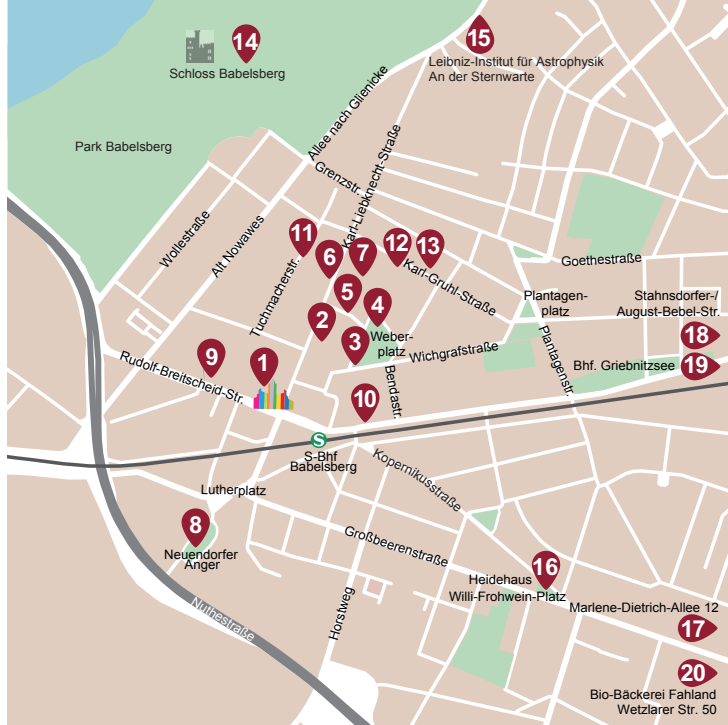 14
Schloss Babelsberg
15
Leibniz-Institut für Astrophysik
An der Sternwarte
Park Babelsberg
Allee nach Glienicke
Karl-Liebknecht-Straße
Grenzstr.
Wollestraße
Alt Nowawes
Tuchmacherstr.
11
6
7
12
13
Karl-Gruhl-Straße
Goethestraße
5
4
2
3
Weber-
platz
Plantagen-
platz
Plantagenstr.
Stahnsdorfer-/
August-Bebel-Str.
18
Wichgrafstraße
Bhf. Griebnitzsee
19
9
1
Rudolf-Breitscheid-Str.
10
Bendastr.
S
S-Bhf
Babelsberg
Kopernikusstraße
Lutherplatz
8
Neuendorfer
Anger
Großbeerenstraße
16
Heidehaus
Willi-Frohwein-Platz
Nuthestraße
Horstweg
Marlene-Dietrich-Allee 12
17
20
Bio-Bäckerei Fahland
Wetzlarer Str. 50